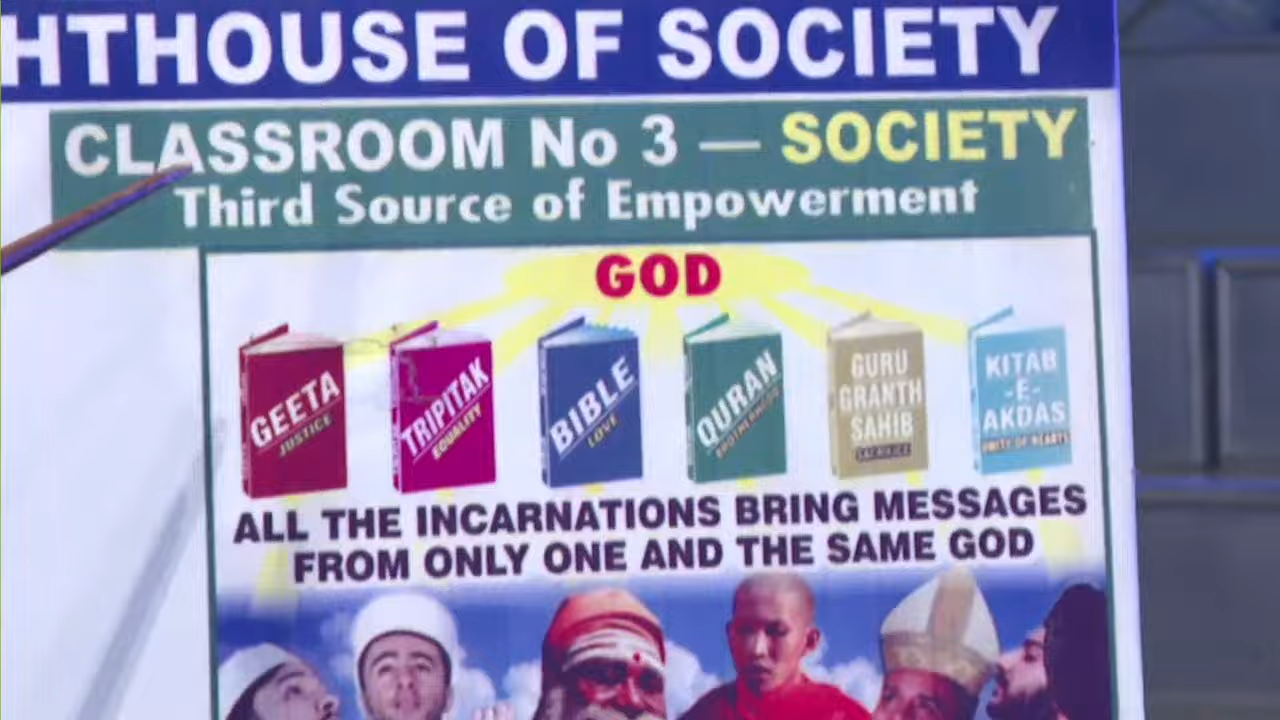 HTHOUSE OF SOCIETY
CLASSROOM No 3 — SOCIETY
Third Source of Empowerment
GOD
GEETA
JUSTICE
TRIPITAK
EQUALITY
BIBLE
LOVE
QURAN
BROTHERHOOD
GURU
GRANTH
SAHIB
SACRIFICE
KITAB
-E-
AKDAS
UNITY OF HEARTS
ALL THE INCARNATIONS BRING MESSAGES
FROM ONLY ONE AND THE SAME GOD